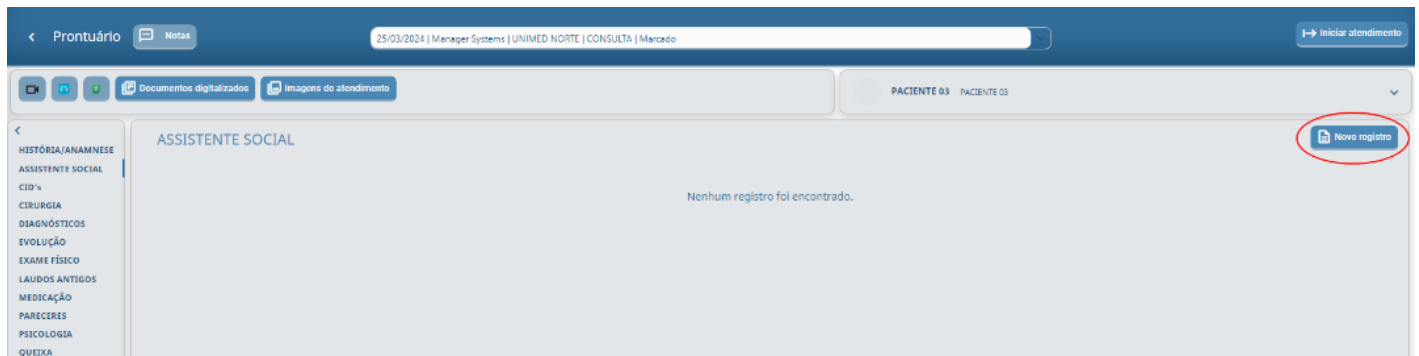 Prontuário
Notas
25/03/2024 | Manager Systems | UNIMED NORTE | CONSULTA | Marcado
Iniciar atendimento
Documentos digitalizados
Imagens do atendimento
PACIENTE 03 PACIENTE 03
HISTÓRIA/ANAMNESE
ASSISTENTE SOCIAL
CID's
CIRURGIA
DIAGNÓSTICOS
EVOLUÇÃO
EXAME FÍSICO
LAUDOS ANTIGOS
MEDICAÇÃO
PARECERES
PSICOLOGIA
QUEIXA
ASSISTENTE SOCIAL
Novo registro
Nenhum registro foi encontrado.